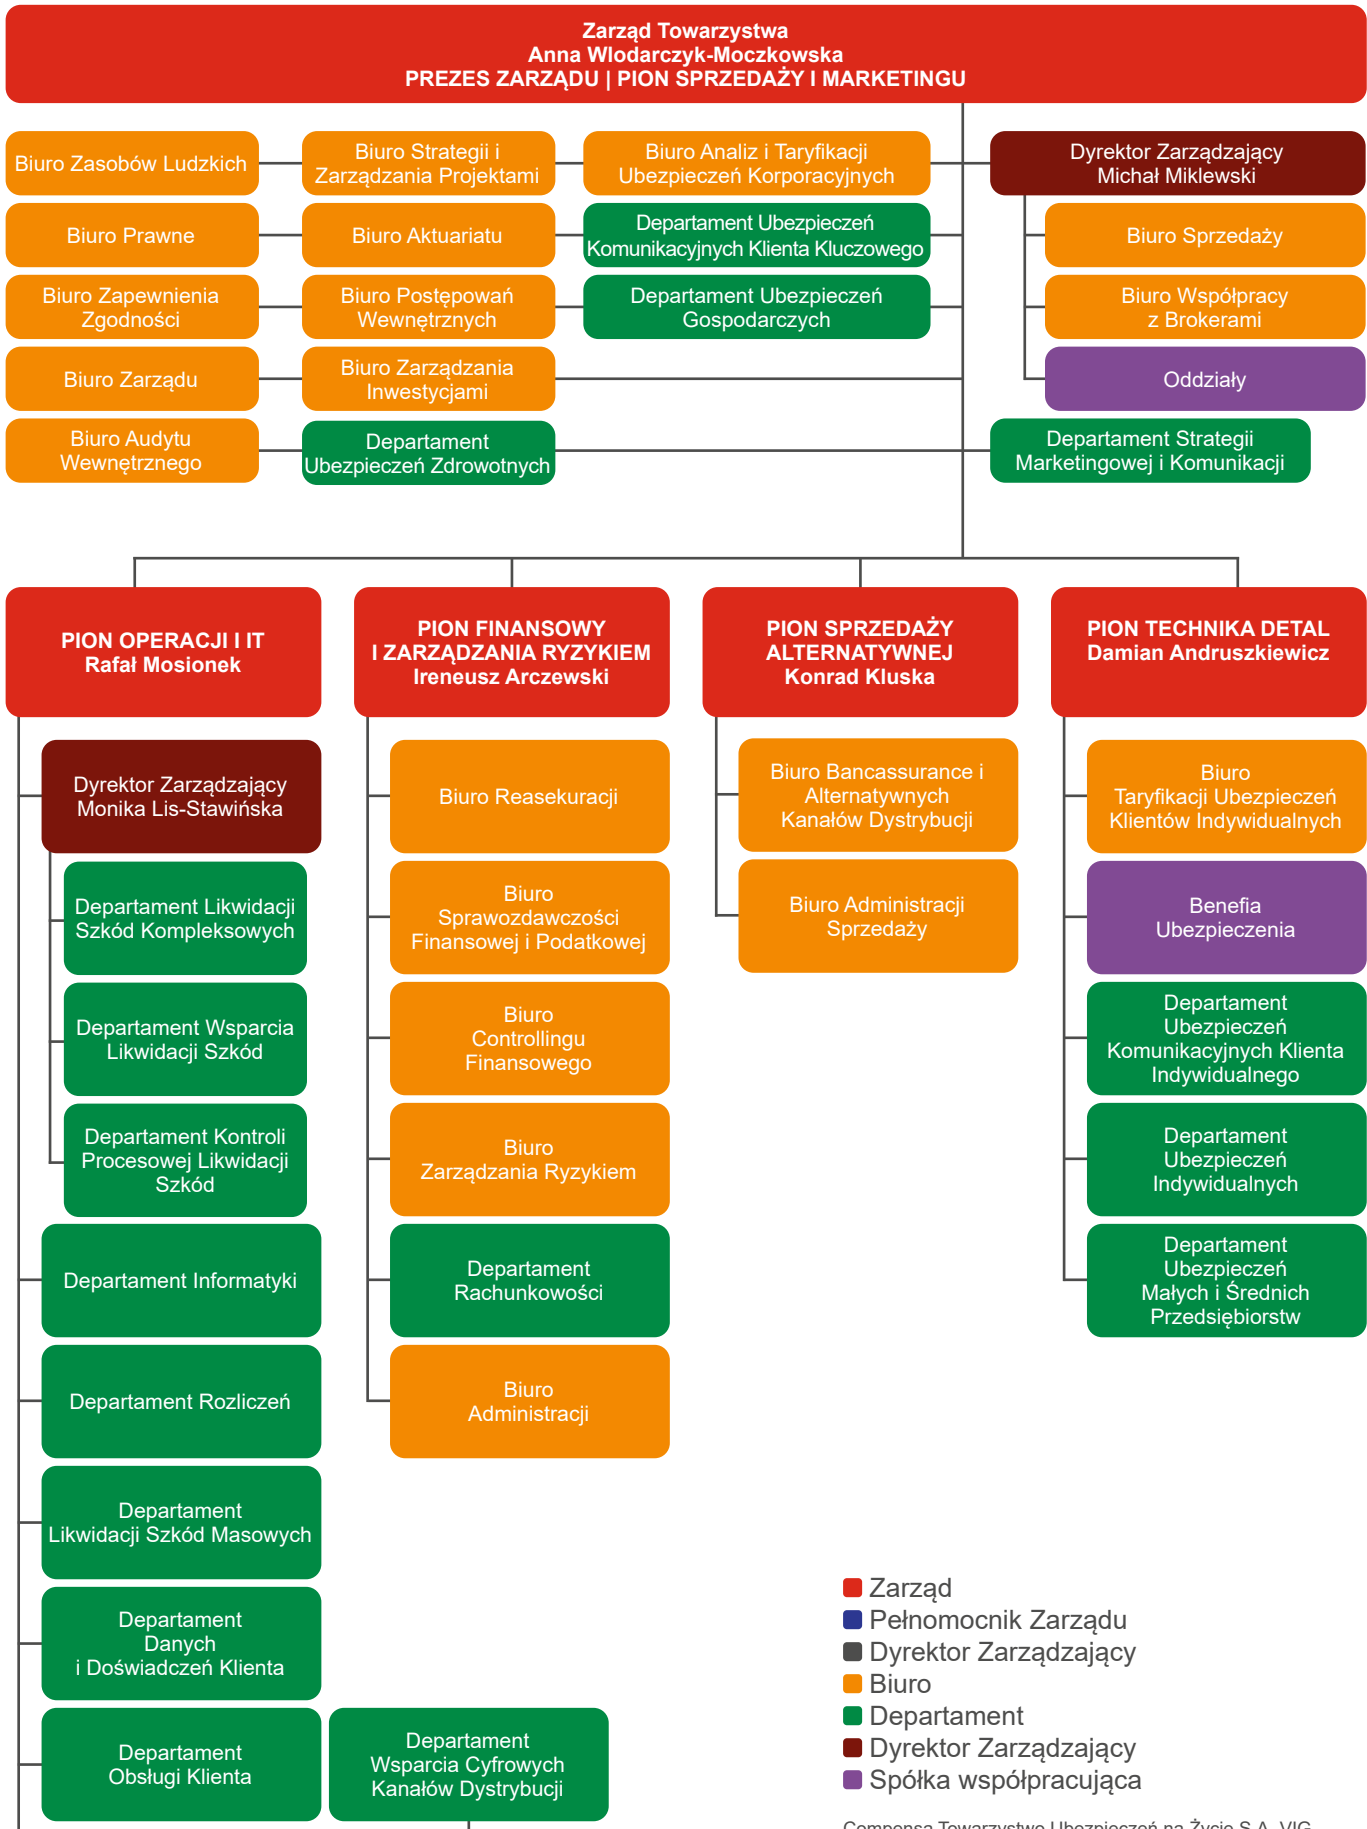 Zarząd Towarzystwa
Anna Wlodarczyk-Moczkowska
PREZES ZARZĄDU | PION SPRZEDAŻY I MARKETINGU
Biuro Zasobów Ludzkich
Biuro Strategii i
Zarządzania Projektami
Biuro Analiz i Taryfikacji
Ubezpieczeń Korporacyjnych
Dyrektor Zarządzający
Michał Miklewski
Biuro Prawne
Biuro Aktuariatu
Departament Ubezpieczeń
Komunikacyjnych Klienta Kluczowego
Biuro Sprzedaży
Biuro Zapewnienia
Zgodności
Biuro Postępowań
Wewnętrznych
Departament Ubezpieczeń
Gospodarczych
Biuro Współpracy
z Brokerami
Biuro Zarządu
Biuro Zarządzania
Inwestycjami
Oddziały
Biuro Audytu
Wewnętrznego
Departament
Ubezpieczeń Zdrowotnych
Departament Strategii
Marketingowej i Komunikacji
PION OPERACJI I IT
Rafał Mosionek
PION FINANSOWY
I ZARZĄDZANIA RYZYKIEM
Ireneusz Arczewski
PION SPRZEDAŻY
ALTERNATYWNEJ
Konrad Kluska
PION TECHNIKA DETAL
Damian Andruszkiewicz
Dyrektor Zarządzający
Monika Lis-Stawińska
Departament Likwidacji
Szkód Kompleksowych
Departament Wsparcia
Likwidacji Szkód
Departament Kontroli
Procesowej Likwidacji
Szkód
Departament Informatyki
Departament Rozliczeń
Departament
Likwidacji Szkód Masowych
Departament
Danych
i Doświadczeń Klienta
Departament
Obsługi Klienta
Departament
Wsparcia Cyfrowych
Kanałów Dystrybucji
Biuro Reasekuracji
Biuro
Sprawozdawczości
Finansowej i Podatkowej
Biuro
Controllingu
Finansowego
Biuro
Zarządzania Ryzykiem
Departament
Rachunkowości
Biuro
Administracji
Biuro Bancassurance i
Alternatywnych
Kanałów Dystrybucji
Biuro Administracji
Sprzedaży
Biuro
Taryfikacji Ubezpieczeń
Klientów Indywidualnych
Benefia
Ubezpieczenia
Departament
Ubezpieczeń
Komunikacyjnych Klienta
Indywidualnego
Departament
Ubezpieczeń
Indywidualnych
Departament
Ubezpieczeń
Małych i Średnich
Przedsiębiorstw
Zarząd
Pełnomocnik Zarządu
Dyrektor Zarządzający
Biuro
Departament
Dyrektor Zarządzający
Spółka współpracująca
Compensa Towarzystwo Ubezpieczeń na Życie S.A. VIG